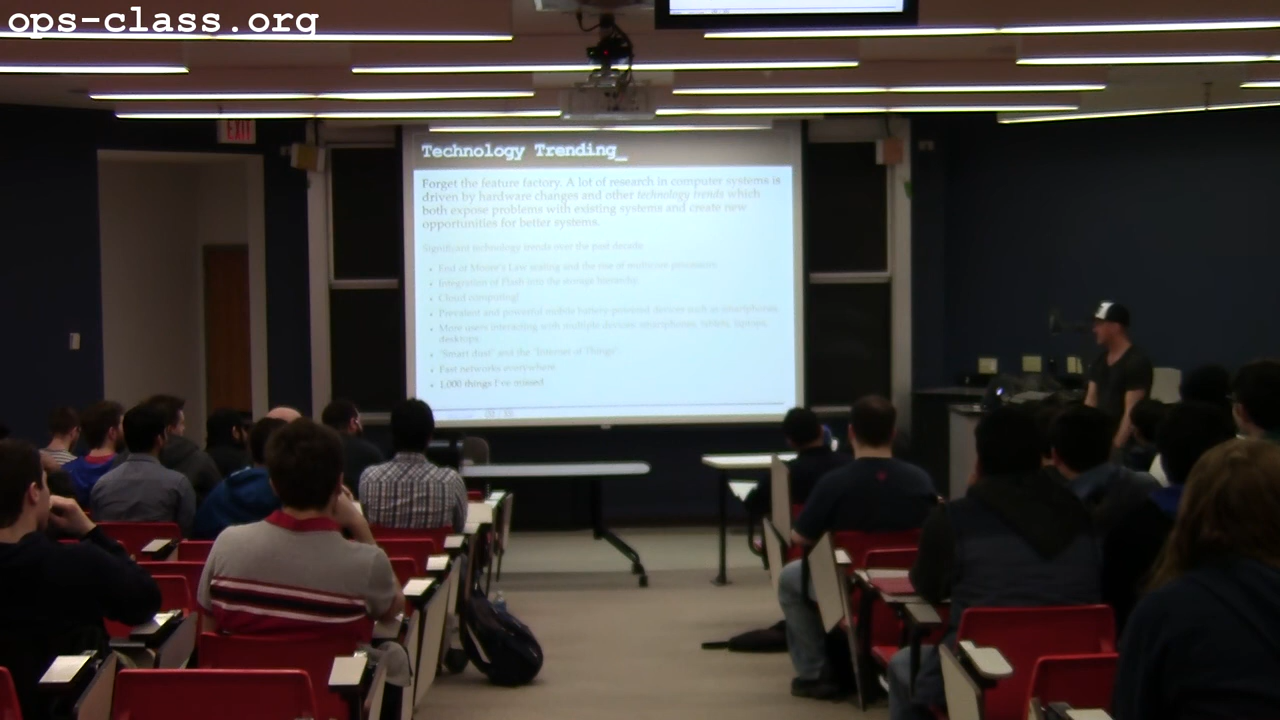 ops-class.org
EXIT
Technology Trending_
Forget the feature factory. A lot of research in computer systems is
driven by hardware changes and other technology trends which
both expose problems with existing systems and create new
opportunities for better systems.
Significant technology trends over the past decade:
• End of Moore's Law scaling and the rise of multicore processors.
• Integration of Flash into the storage hierarchy.
• Cloud computing?
• Prevalent and powerful mobile battery-powered devices such as smartphones.
• More users interacting with multiple devices: smartphones, tablets, laptops,
desktops.
• "Smart dust" and the "Internet of Things".
• Fast networks everywhere.
• 1,000 things I've missed.